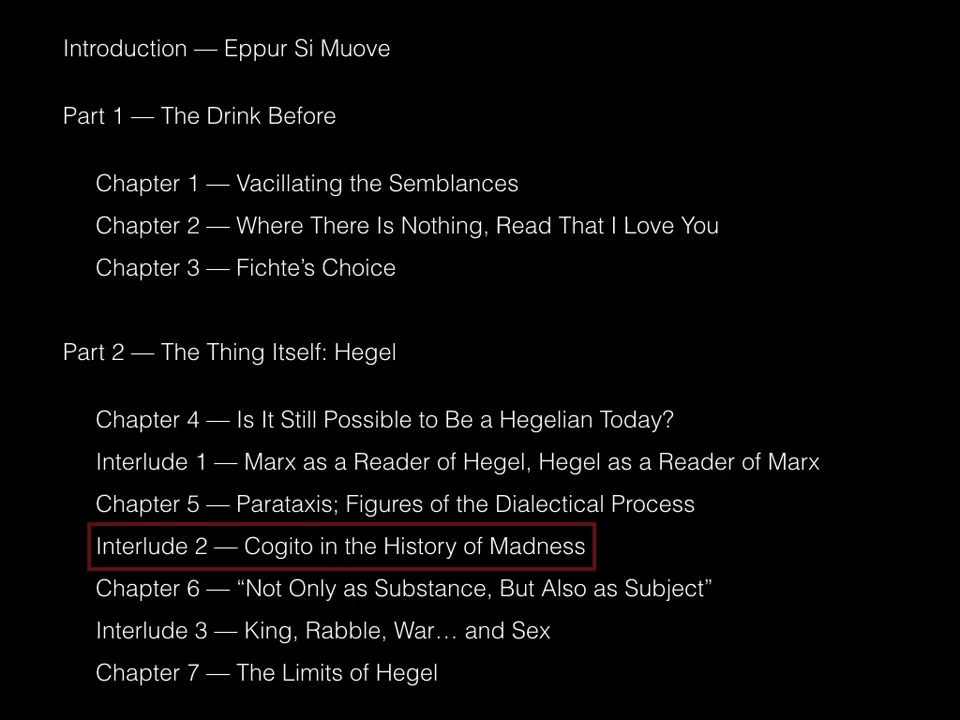 Introduction — Eppur Si Muove
Part 1 — The Drink Before
Chapter 1 — Vacillating the Semblances
Chapter 2 — Where There Is Nothing, Read That I Love You
Chapter 3 — Fichte’s Choice
Part 2 — The Thing Itself: Hegel
Chapter 4 — Is It Still Possible to Be a Hegelian Today?
Interlude 1 — Marx as a Reader of Hegel, Hegel as a Reader of Marx
Chapter 5 — Parataxis; Figures of the Dialectical Process
Interlude 2 — Cogito in the History of Madness
Chapter 6 — “Not Only as Substance, But Also as Subject”
Interlude 3 — King, Rabble, War… and Sex
Chapter 7 — The Limits of Hegel